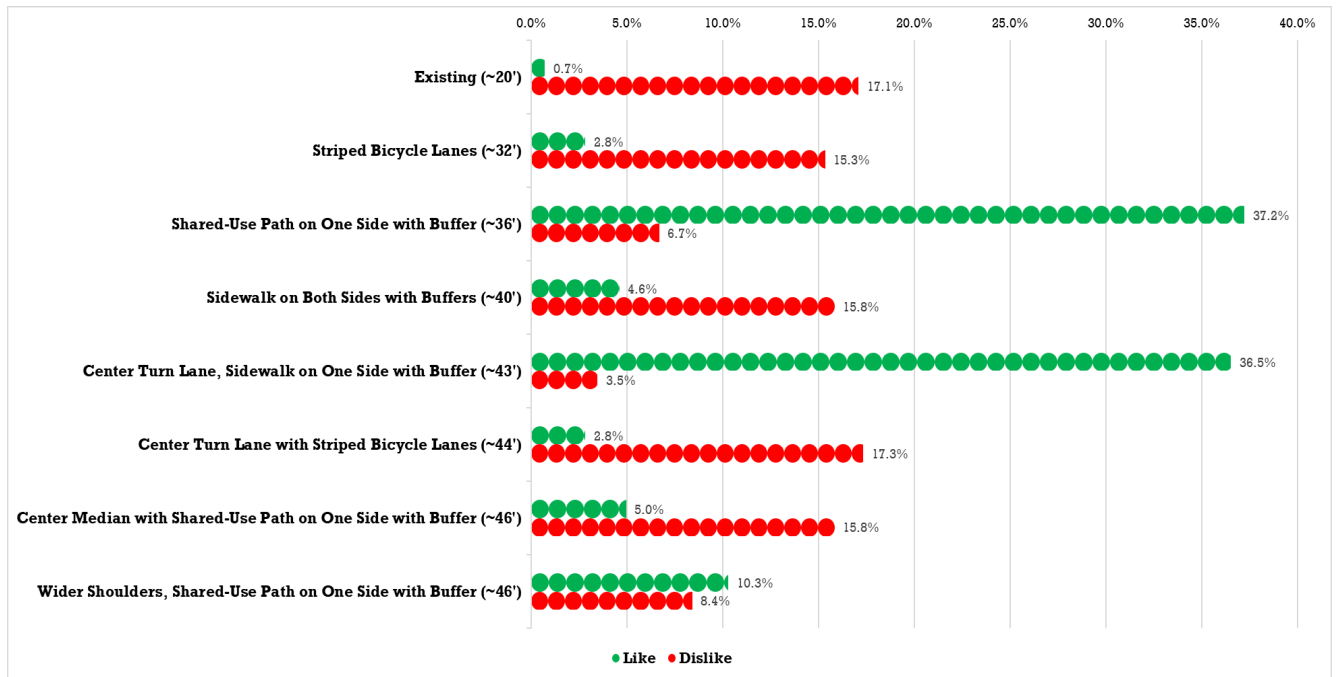 0.0% 5.0% 10.0% 15.0% 20.0% 25.0% 30.0% 35.0% 40.0%
Existing (~20') 0.7%
17.1%
Striped Bicycle Lanes (~32') 2.8%
15.3%
Shared-Use Path on One Side with Buffer (~36') 37.2%
6.7%
Sidewalk on Both Sides with Buffers (~40') 4.6%
15.8%
Center Turn Lane, Sidewalk on One Side with Buffer (~43') 36.5%
3.5%
Center Turn Lane with Striped Bicycle Lanes (~44') 2.8%
17.3%
Center Median with Shared-Use Path on One Side with Buffer (~46') 5.0%
15.8%
Wider Shoulders, Shared-Use Path on One Side with Buffer (~46') 10.3%
8.4%
Like Dislike